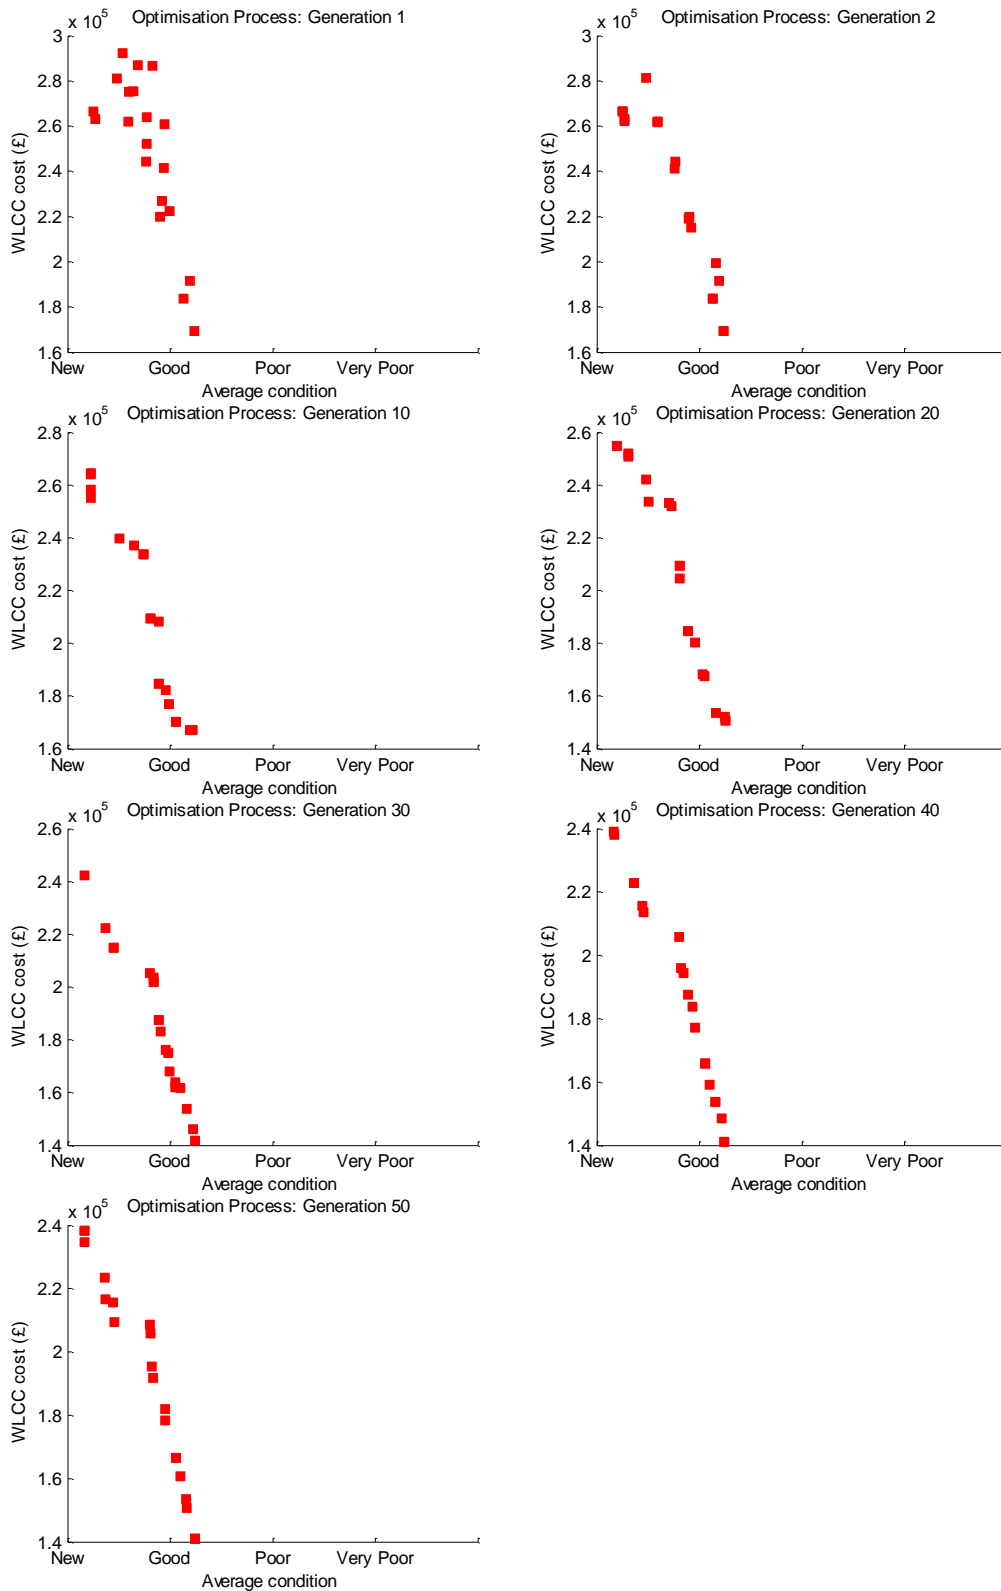 Optimisation Process: Generation 1
x 10^5
3
2.8
2.6
2.4
2.2
2
1.8
1.6
WLCC cost (£)
New Good Poor Very Poor
Average condition
Optimisation Process: Generation 2
x 10^5
3
2.8
2.6
2.4
2.2
2
1.8
1.6
WLCC cost (£)
New Good Poor Very Poor
Average condition
Optimisation Process: Generation 10
x 10^5
2.8
2.6
2.4
2.2
2
1.8
1.6
WLCC cost (£)
New Good Poor Very Poor
Average condition
Optimisation Process: Generation 20
x 10^5
2.6
2.4
2.2
2
1.8
1.6
1.4
WLCC cost (£)
New Good Poor Very Poor
Average condition
Optimisation Process: Generation 30
x 10^5
2.6
2.4
2.2
2
1.8
1.6
1.4
WLCC cost (£)
New Good Poor Very Poor
Average condition
Optimisation Process: Generation 40
x 10^5
2.4
2.2
2
1.8
1.6
1.4
WLCC cost (£)
New Good Poor Very Poor
Average condition
Optimisation Process: Generation 50
x 10^5
2.4
2.2
2
1.8
1.6
1.4
WLCC cost (£)
New Good Poor Very Poor
Average condition